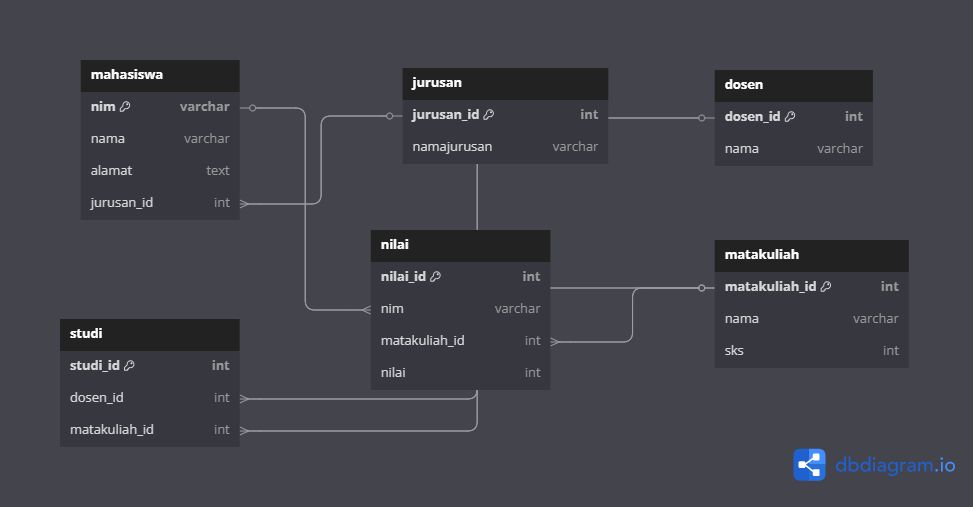 mahasiswa
nim varchar
nama varchar
alamat text
jurusan_id int
jurusan
jurusan_id int
namajurusan varchar
dosen
dosen_id int
nama varchar
nilai
nilai_id int
nim varchar
matakuliah_id int
nilai int
matakuliah
matakuliah_id int
nama varchar
sks int
studi
studi_id int
dosen_id int
matakuliah_id int
dbdiagram.io